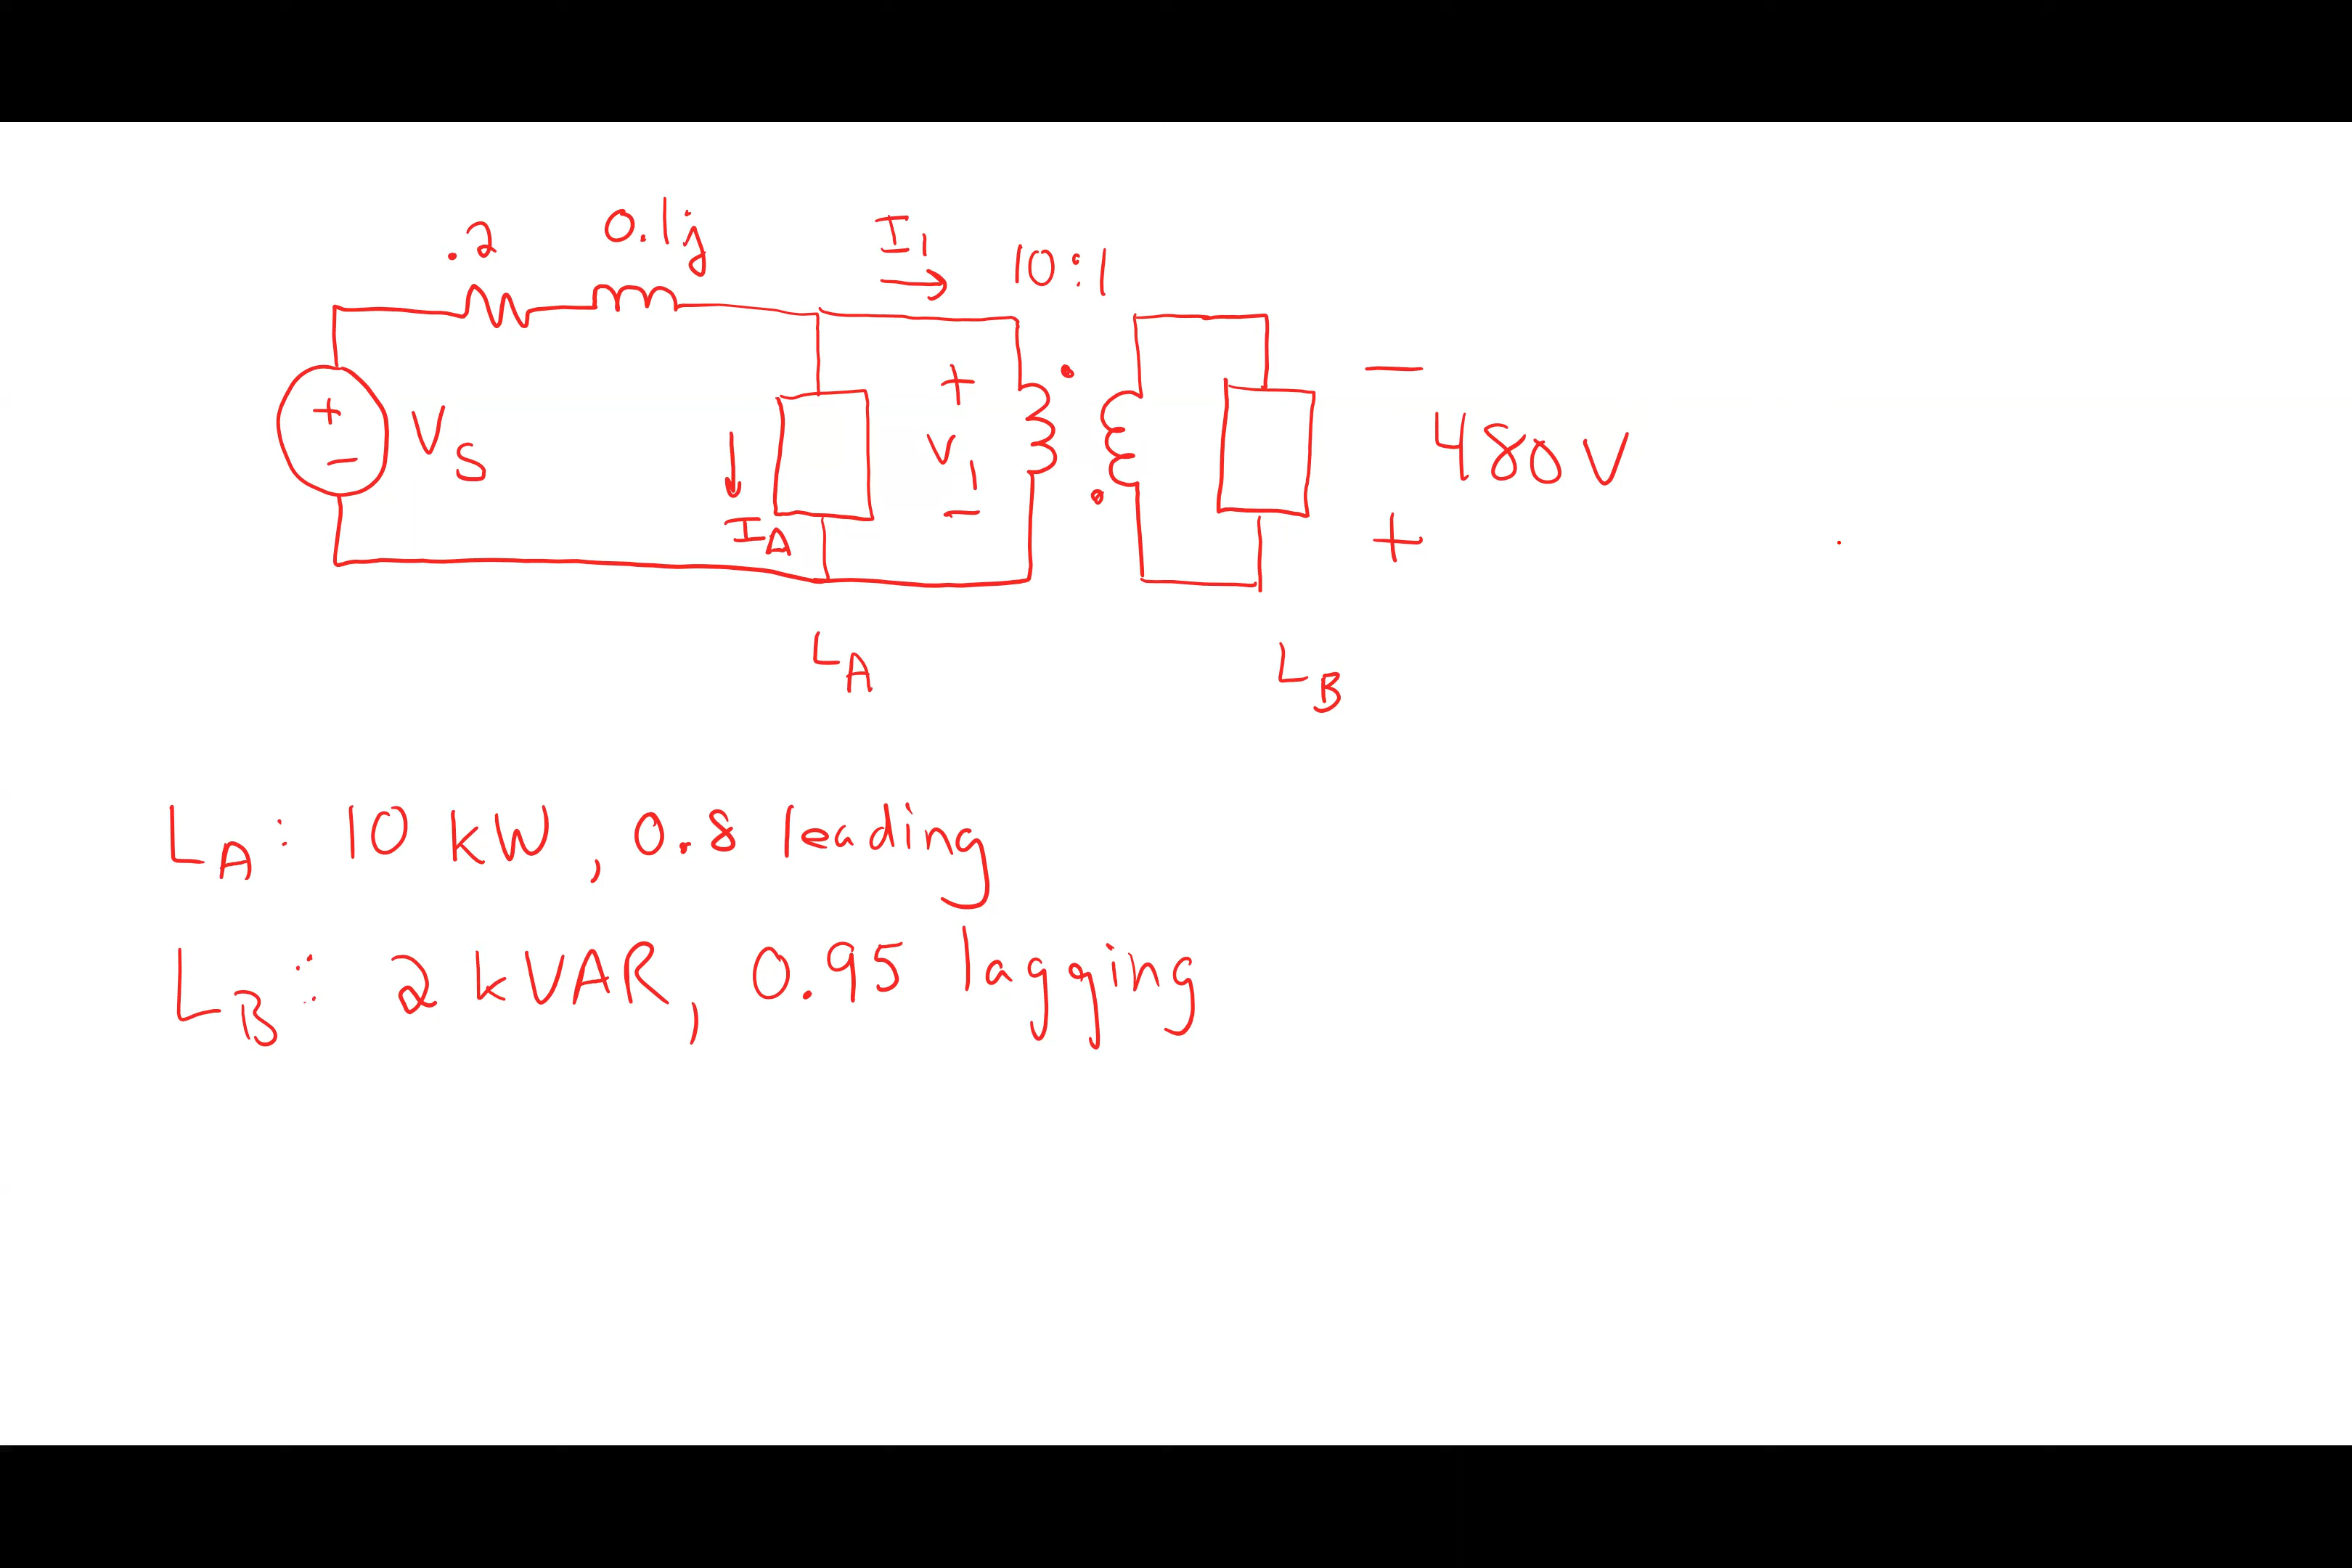 .2 0.1j I1 10:1
+ − VS
IA + V1 −
− 480V +
LA LB
LA: 10 kW, 0.8 leading
LB: 2 kVAR, 0.95 lagging